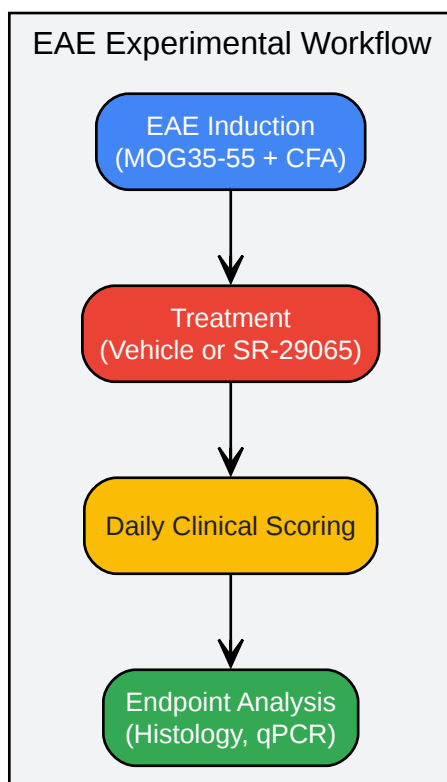 EAE Experimental Workflow
EAE Induction
(MOG35-55 + CFA)
Treatment
(Vehicle or SR-29065)
Daily Clinical Scoring
Endpoint Analysis
(Histology, qPCR)